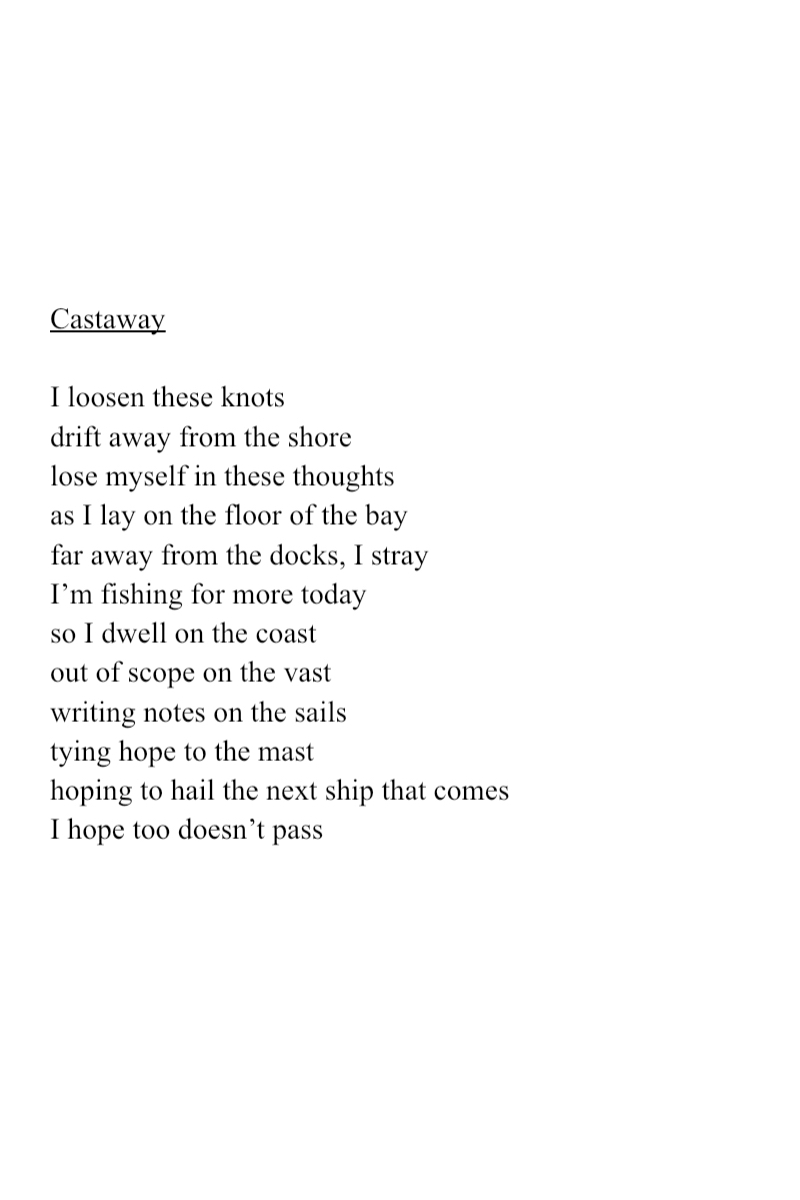 Castaway
I loosen these knots
drift away from the shore
lose myself in these thoughts
as I lay on the floor of the bay
far away from the docks, I stray
I’m fishing for more today
so I dwell on the coast
out of scope on the vast
writing notes on the sails
tying hope to the mast
hoping to hail the next ship that comes
I hope too doesn’t pass